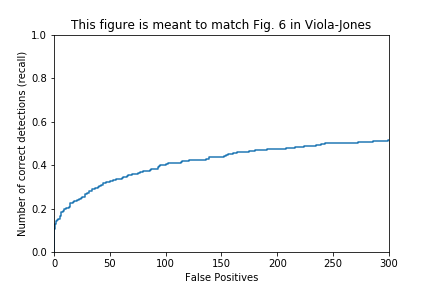 This figure is meant to match Fig. 6 in Viola-Jones
1.0
0.8
0.6
0.4
0.2
0.0
Number of correct detections (recall)
0 50 100 150 200 250 300
False Positives